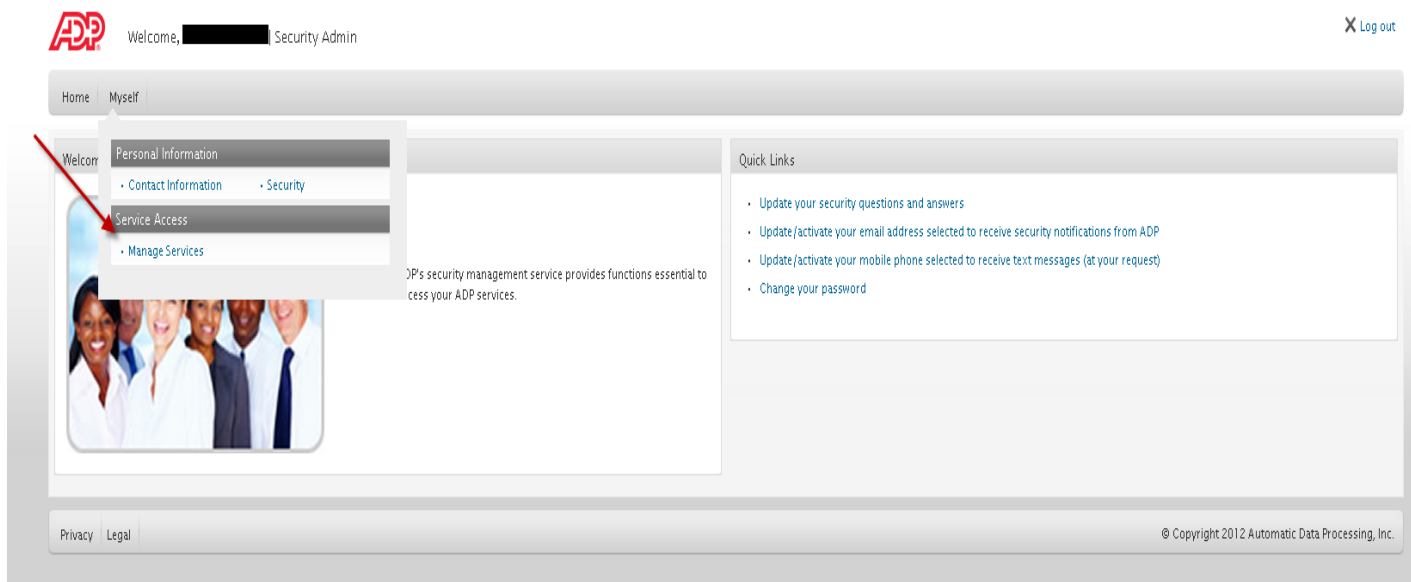 ADP
Welcome, | Security Admin
Log out
Home Myself
Personal Information
• Contact Information • Security
Service Access
• Manage Services
Welcom
DP's security management service provides functions essential to
cess your ADP services.
Quick Links
• Update your security questions and answers
• Update/activate your email address selected to receive security notifications from ADP
• Update/activate your mobile phone selected to receive text messages (at your request)
• Change your password
Privacy Legal
© Copyright 2012 Automatic Data Processing, Inc.